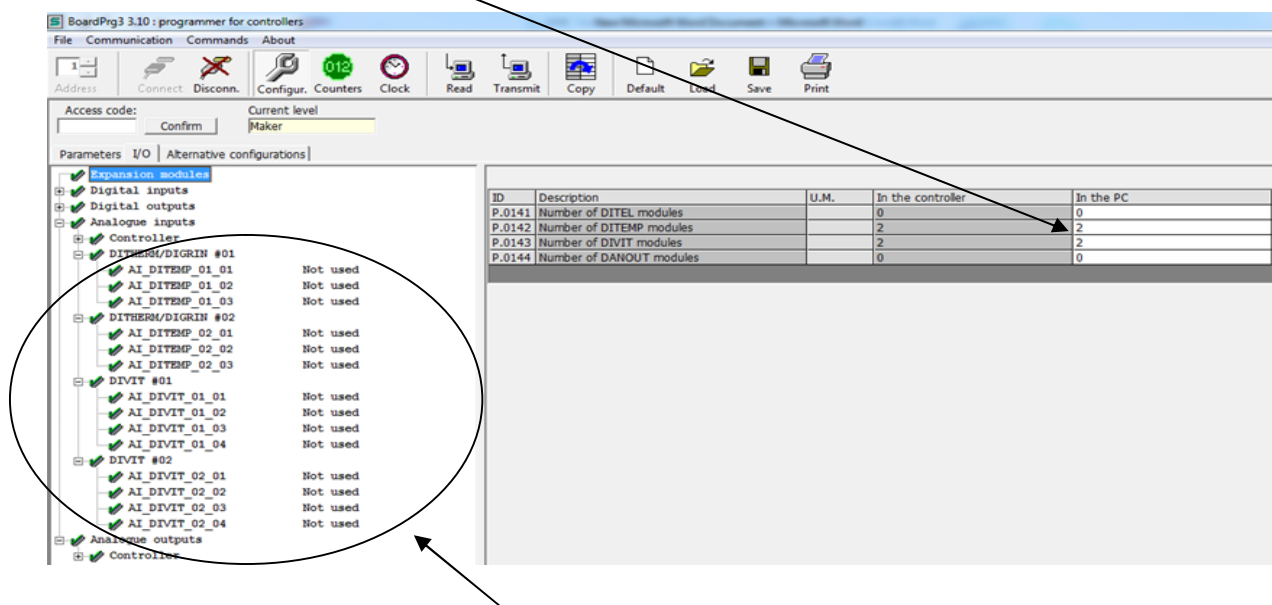 BoardPrg3 3.10 : programmer for controllers
File Communication Commands About
1
012
Address Connect Disconn. Configur. Counters Clock Read Transmit Copy Default Load Save Print
Access code: Current level
Confirm Maker
Parameters I/O Alternative configurations
Expansion modules
Digital inputs
Digital outputs
Analogue inputs
Controller
DITHERM/DIGRIN #01
AI_DITEMP_01_01 Not used
AI_DITEMP_01_02 Not used
AI_DITEMP_01_03 Not used
DITHERM/DIGRIN #02
AI_DITEMP_02_01 Not used
AI_DITEMP_02_02 Not used
AI_DITEMP_02_03 Not used
DIVIT #01
AI_DIVIT_01_01 Not used
AI_DIVIT_01_02 Not used
AI_DIVIT_01_03 Not used
AI_DIVIT_01_04 Not used
DIVIT #02
AI_DIVIT_02_01 Not used
AI_DIVIT_02_02 Not used
AI_DIVIT_02_03 Not used
AI_DIVIT_02_04 Not used
Analogue outputs
Controller
ID Description U.M. In the controller In the PC
P.0141 Number of DITEL modules 0 0
P.0142 Number of DITEMP modules 2 2
P.0143 Number of DIVIT modules 2 2
P.0144 Number of DANOUT modules 0 0